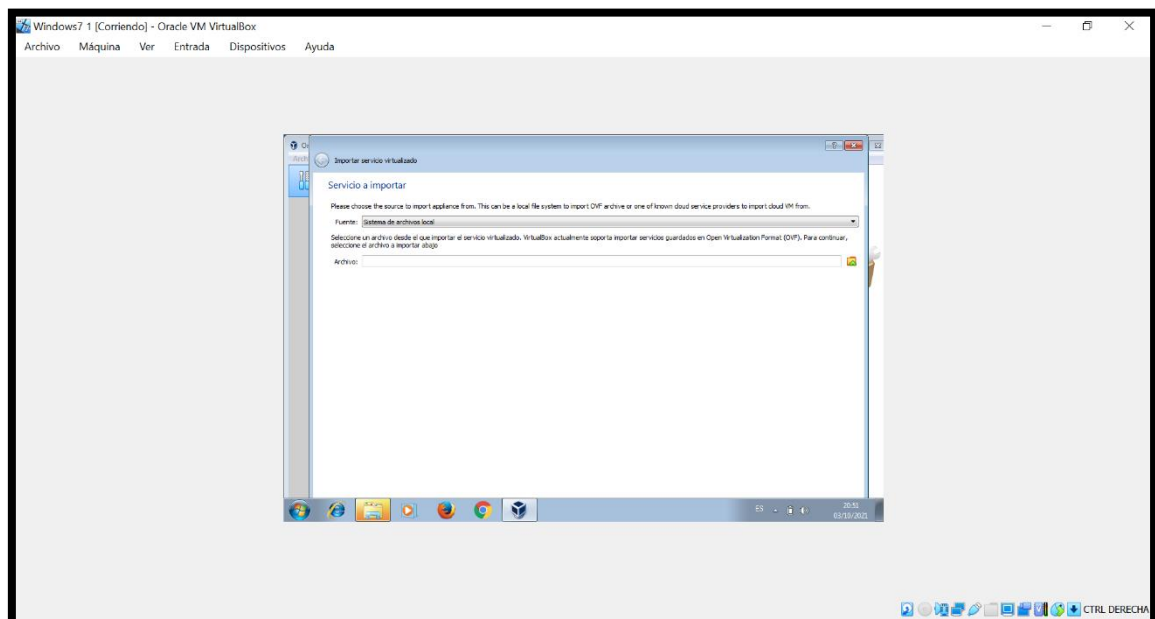 Windows7 1 [Corriendo] - Oracle VM VirtualBox
Archivo Máquina Ver Entrada Dispositivos Ayuda
Importar servicio virtualizado
Servicio a importar
Please choose the source to import appliance from. This can be a local file system to import OVF archive or one of known cloud service providers to import cloud VM from.
Fuente: Sistema de archivos local
Seleccione un archivo desde el que importar el servicio virtualizado. VirtualBox actualmente soporta importar servicios guardados en Open Virtualization Format (OVF). Para continuar,
seleccione el archivo a importar abajo
Archivo:
ES
20:51
03/10/2021
CTRL DERECHA